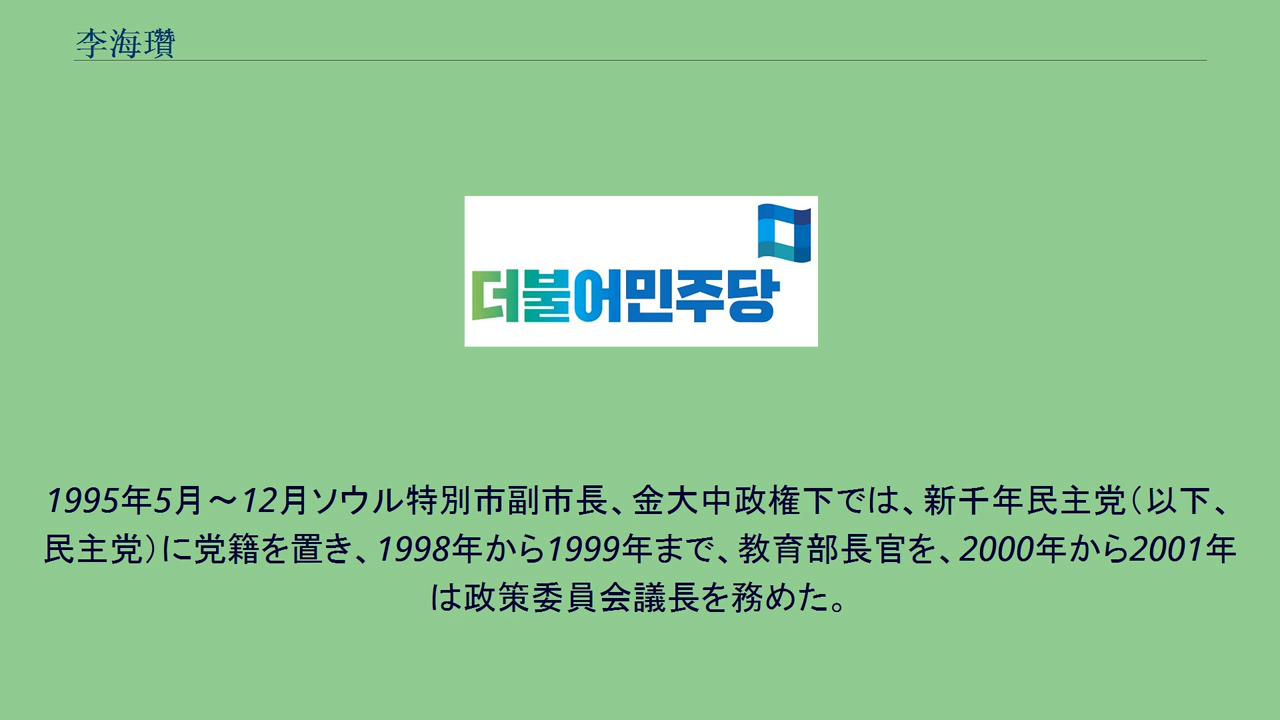 李海瓚
더불어민주당
1995年5月～12月ソウル特別市副市長、金大中政権下では、新千年民主党（以下、
民主党）に党籍を置き、1998年から1999年まで、教育部長官を、2000年から2001年
は政策委員会議長を務めた。